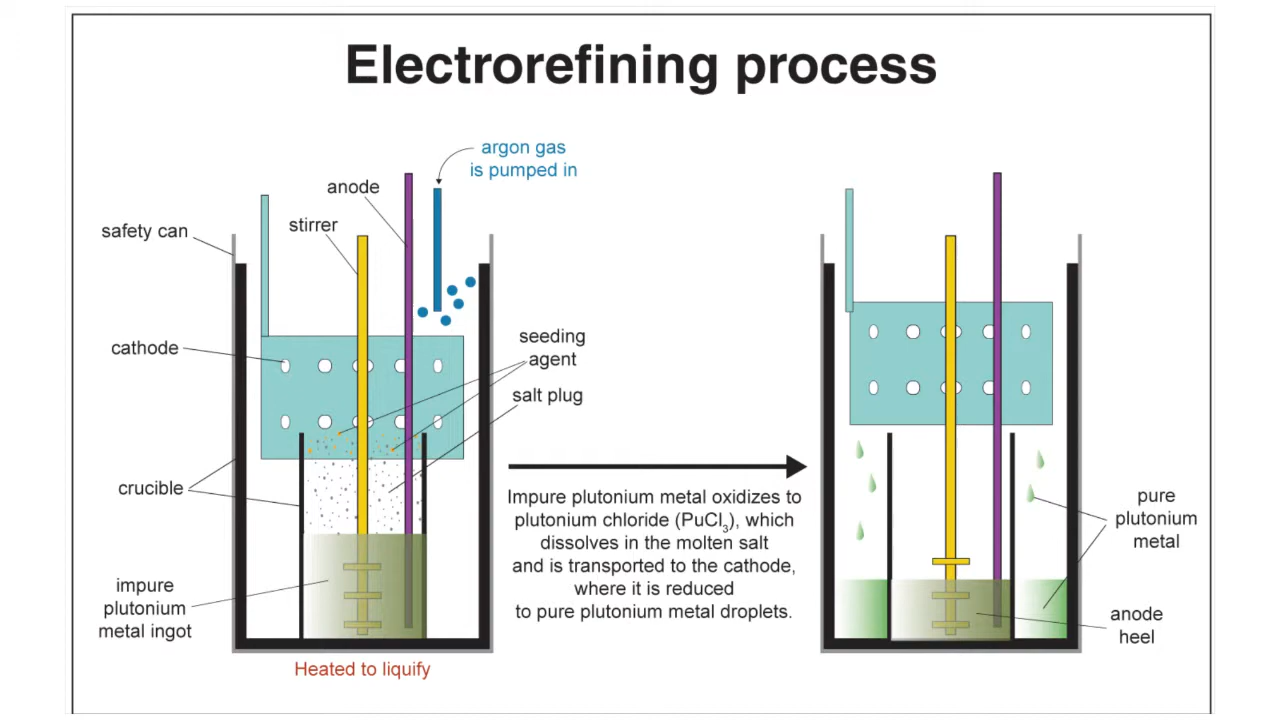 Electrorefining process
argon gas
is pumped in
anode
stirrer
safety can
cathode
seeding
agent
salt plug
crucible
impure
plutonium
metal ingot
Heated to liquify
Impure plutonium metal oxidizes to
plutonium chloride (PuCl₃), which
dissolves in the molten salt
and is transported to the cathode,
where it is reduced
to pure plutonium metal droplets.
pure
plutonium
metal
anode
heel